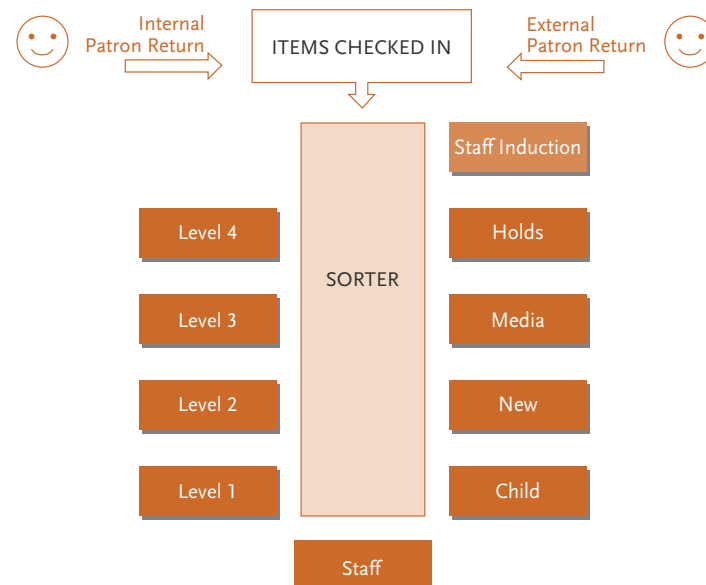 Internal
Patron Return
ITEMS CHECKED IN
External
Patron Return
Staff Induction
Level 4
Holds
SORTER
Level 3
Media
Level 2
New
Level 1
Child
Staff